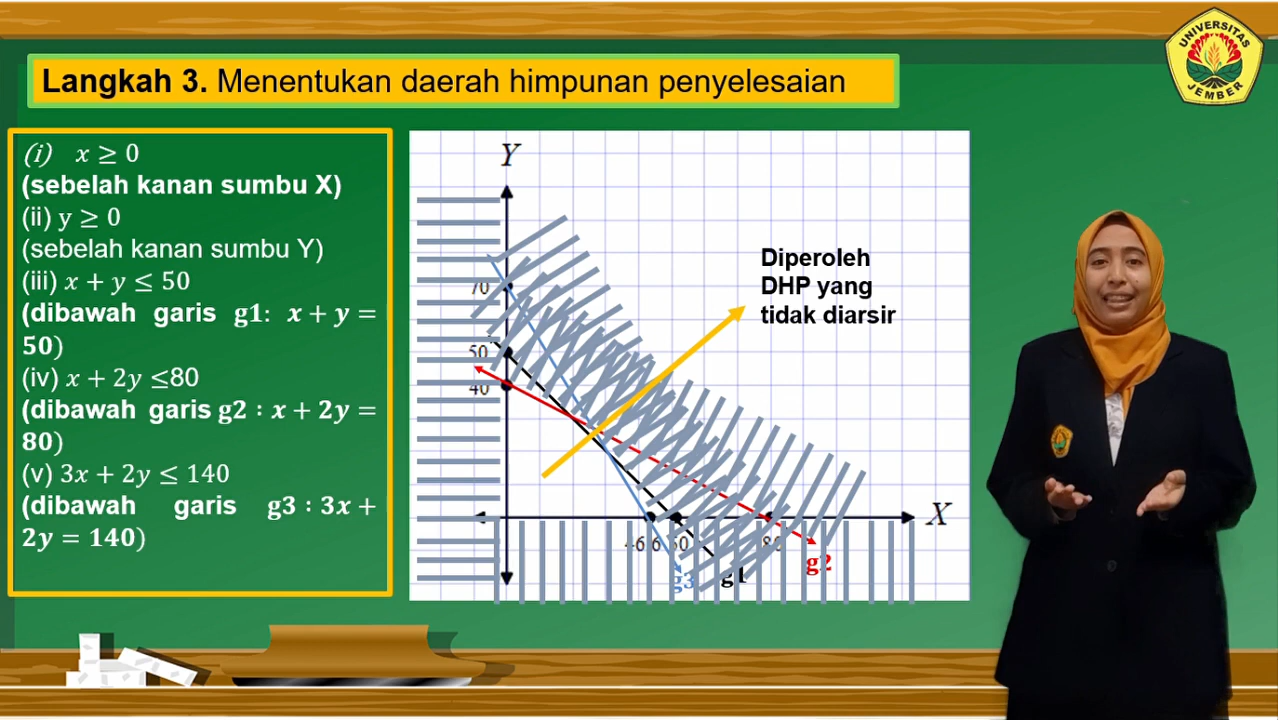 UNIVERSITAS
JEMBER
Langkah 3. Menentukan daerah himpunan penyelesaian
(i) x ≥ 0
(sebelah kanan sumbu X)
(ii) y ≥ 0
(sebelah kanan sumbu Y)
(iii) x + y ≤ 50
(dibawah garis g1: x + y =
50)
(iv) x + 2y ≤80
(dibawah garis g2 : x + 2y =
80)
(v) 3x + 2y ≤ 140
(dibawah garis g3 : 3x +
2y = 140)
Y
Diperoleh
DHP yang
tidak diarsir
70
50
40
X
50
80
g3
g1
g2